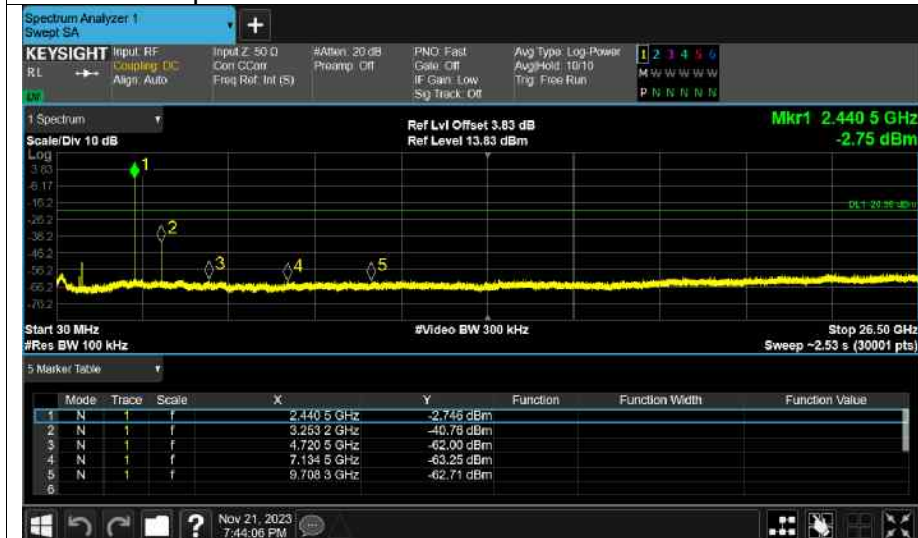 Spectrum Analyzer 1
Swept SA
+
KEYSIGHT Input: RF Input Z: 50 Ω #Atten: 20 dB PNO: Fast Avg Type: Log-Power 1 2 3 4 5 6
RL Coupling: DC Corr CCorr Preamp: Off Gate: Off Avg|Hold: 10/10 M W W W W W
Align: Auto Freq Ref: Int (S) IF Gain: Low Trig: Free Run
Sig Track: Off P N N N N N
1 Spectrum
Ref Lvl Offset 3.83 dB Mkr1 2.440 5 GHz
Scale/Div 10 dB Ref Level 13.83 dBm -2.75 dBm
Log
3.83 1
-6.17
-16.2
-26.2
-36.2 2
-46.2
-56.2 3 4 5
-66.2
-76.2
Start 30 MHz #Video BW 300 kHz Stop 26.50 GHz
#Res BW 100 kHz Sweep ~2.53 s (30001 pts)
5 Marker Table
Mode Trace Scale X Y Function Function Width Function Value
1 N 1 f 2.440 5 GHz -2.746 dBm
2 N 1 f 3.253 2 GHz -40.76 dBm
3 N 1 f 4.720 5 GHz -62.00 dBm
4 N 1 f 7.134 5 GHz -63.25 dBm
5 N 1 f 9.708 3 GHz -62.71 dBm
6
? Nov 21, 2023
7:44:06 PM